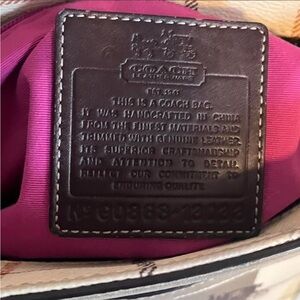 COACH
LEATHERWARE
EST. 1941
THIS IS A COACH BAG.
IT WAS HANDCRAFTED IN CHINA
FROM THE FINEST MATERIALS AND
TRIMMED WITH GENUINE LEATHER.
ITS SUPERIOR CRAFTSMANSHIP
AND ATTENTION TO DETAIL
REFLECT OUR COMMITMENT TO
ENDURING QUALITY.
Nº